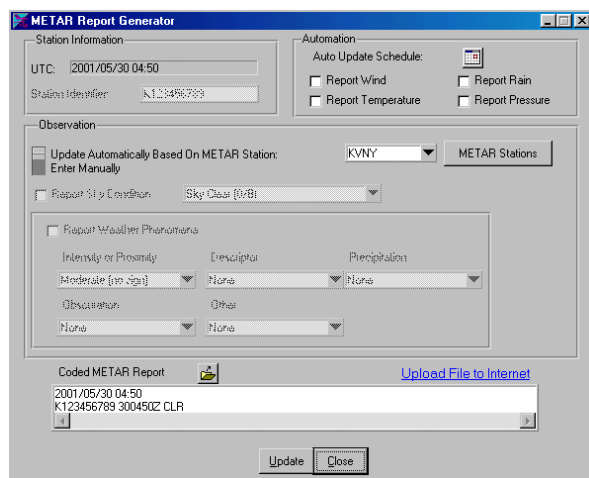 METAR Report Generator
Station Information
UTC: 2001/05/30 04:50
Station Identifier: K123456789
Automation
Auto Update Schedule:
Report Wind
Report Rain
Report Temperature
Report Pressure
Observation
Update Automatically Based On METAR Station:
KVNY
METAR Stations
Enter Manually
Report Sky Condition
Sky Clear (0/8)
Report Weather Phenomena
Intensity or Proximity
Descriptor
Precipitation
Moderate (no sign)
None
None
Obscuration
Other
None
None
Coded METAR Report
Upload File to Internet
2001/05/30 04:50
K123456789 300450Z CLR
Update
Close